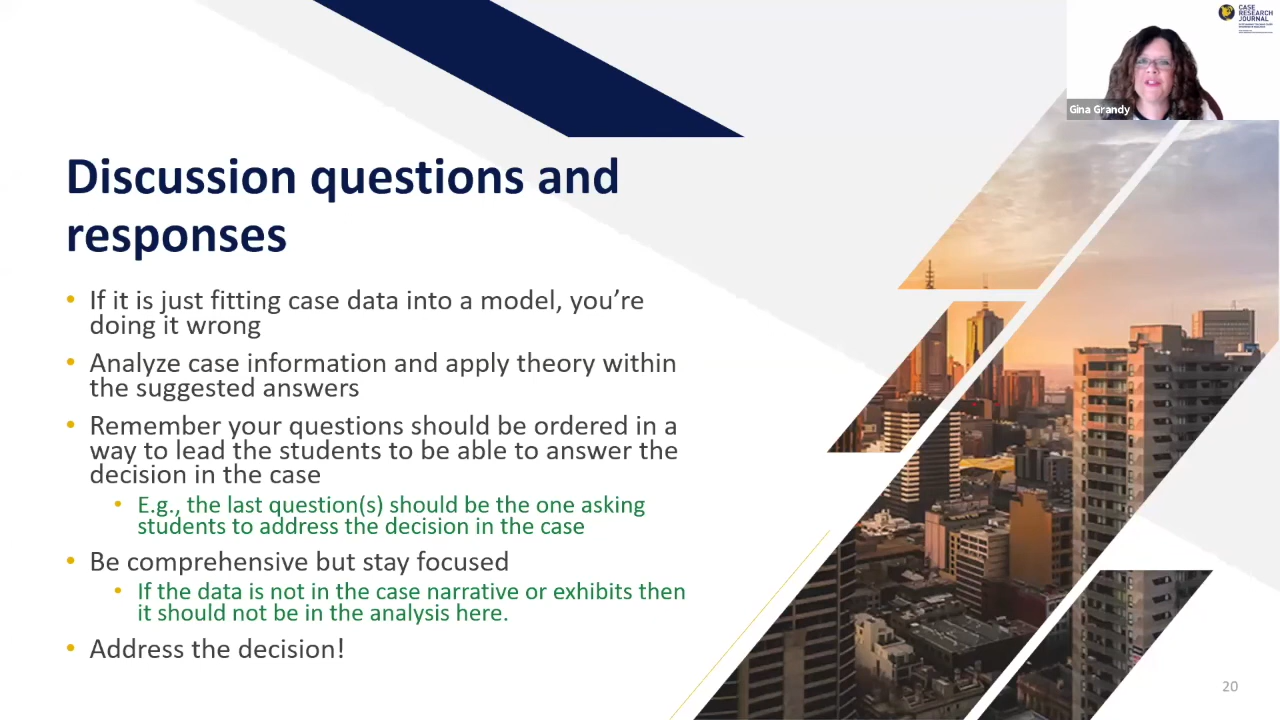 CASE
RESEARCH
JOURNAL
Gina Grandy
Discussion questions and
responses
• If it is just fitting case data into a model, you’re
doing it wrong
• Analyze case information and apply theory within
the suggested answers
• Remember your questions should be ordered in a
way to lead the students to be able to answer the
decision in the case
• E.g., the last question(s) should be the one asking
students to address the decision in the case
• Be comprehensive but stay focused
• If the data is not in the case narrative or exhibits then
it should not be in the analysis here.
• Address the decision!
20